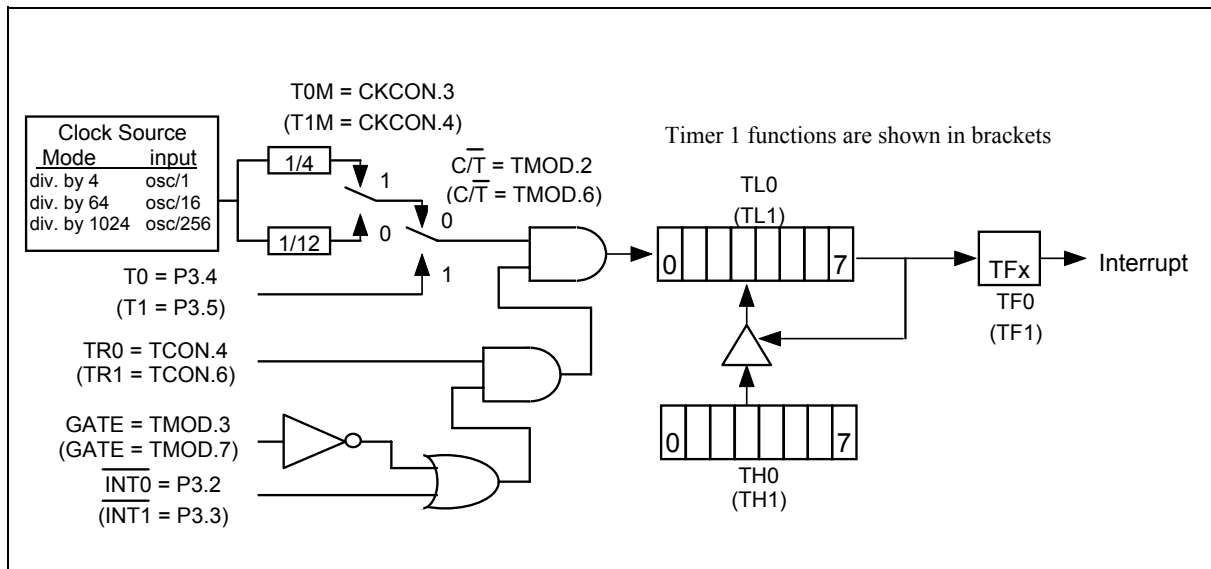 T0M = CKCON.3
(T1M = CKCON.4)
Clock Source
Mode input
div. by 4 osc/1
div. by 64 osc/16
div. by 1024 osc/256
1/4
1/12
1
0
C/T̅ = TMOD.2
(C/T̅ = TMOD.6)
0
1
Timer 1 functions are shown in brackets
TL0
(TL1)
0 7
TFx
TF0
(TF1)
Interrupt
T0 = P3.4
(T1 = P3.5)
TR0 = TCON.4
(TR1 = TCON.6)
GATE = TMOD.3
(GATE = TMOD.7)
I̅N̅T̅0̅ = P3.2
(I̅N̅T̅1̅ = P3.3)
0 7
TH0
(TH1)